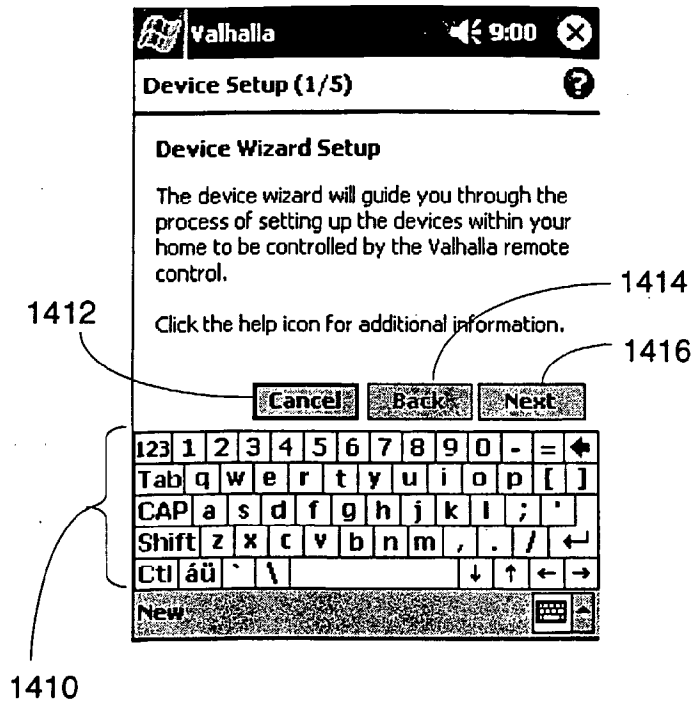 Valhalla 9:00
Device Setup (1/5) ?
Device Wizard Setup
The device wizard will guide you through the
process of setting up the devices within your
home to be controlled by the Valhalla remote
control.
1414
1412
Click the help icon for additional information.
1416
Cancel Back Next
123 1 2 3 4 5 6 7 8 9 0 - = 🡄
Tab q w e r t y u i o p [ ]
CAP a s d f g h j k l ; '
Shift z x c v b n m , . / ↵
Ctl áü ` \ ↓ ↑ ← →
New
1410